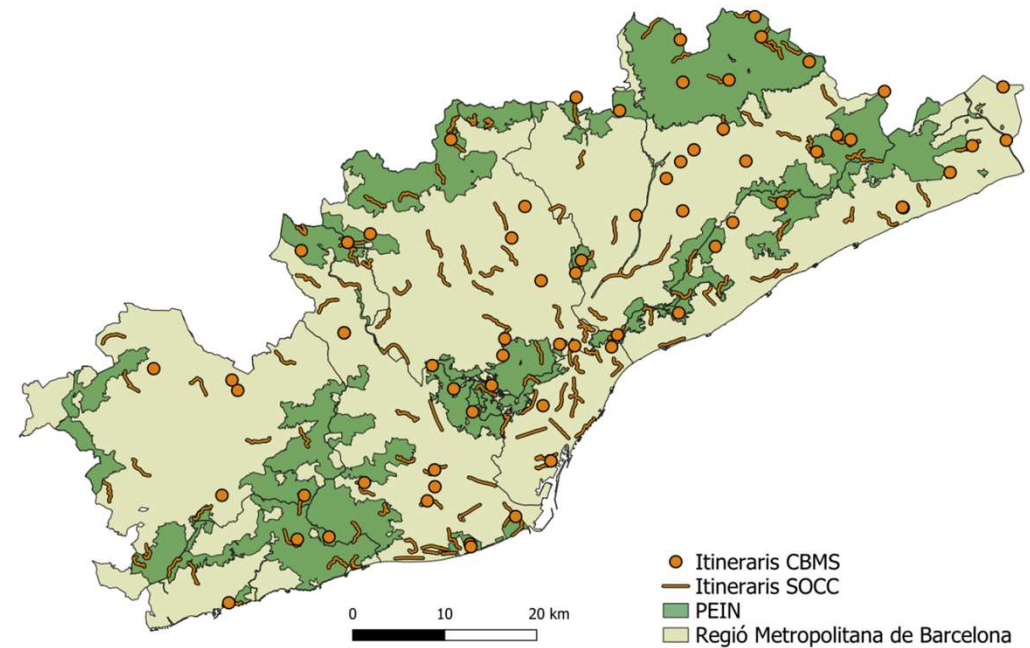 Itineraris CBMS
Itineraris SOCC
PEIN
Regió Metropolitana de Barcelona
0 10 20 km